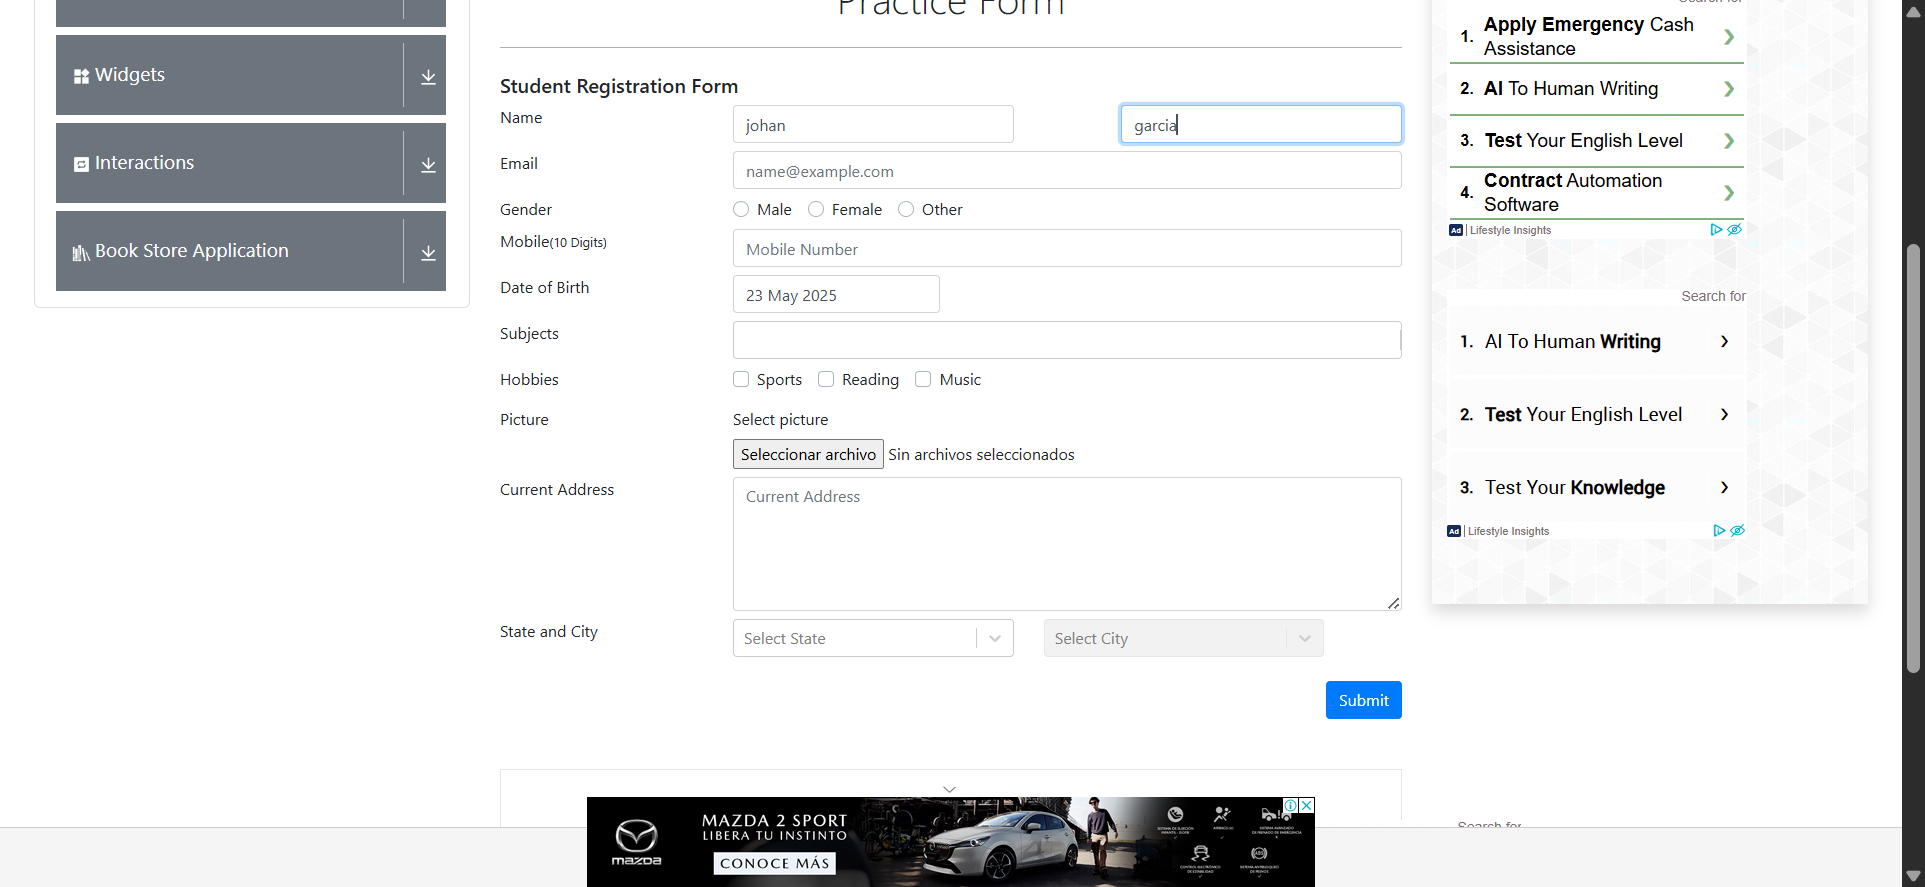 Practice Form
Widgets
Interactions
Book Store Application
Student Registration Form
Name
johan
garcia
Email
name@example.com
Gender
Male
Female
Other
Mobile(10 Digits)
Mobile Number
Date of Birth
23 May 2025
Subjects
Hobbies
Sports
Reading
Music
Picture
Select picture
Seleccionar archivo Sin archivos seleccionados
Current Address
Current Address
State and City
Select State
Select City
Submit
Search for
1. Apply Emergency Cash
Assistance
2. AI To Human Writing
3. Test Your English Level
4. Contract Automation
Software
Ad | Lifestyle Insights
Search for
1. AI To Human Writing
2. Test Your English Level
3. Test Your Knowledge
Ad | Lifestyle Insights
Search for
mazda
MAZDA 2 SPORT
LIBERA TU INSTINTO
CONOCE MÁS